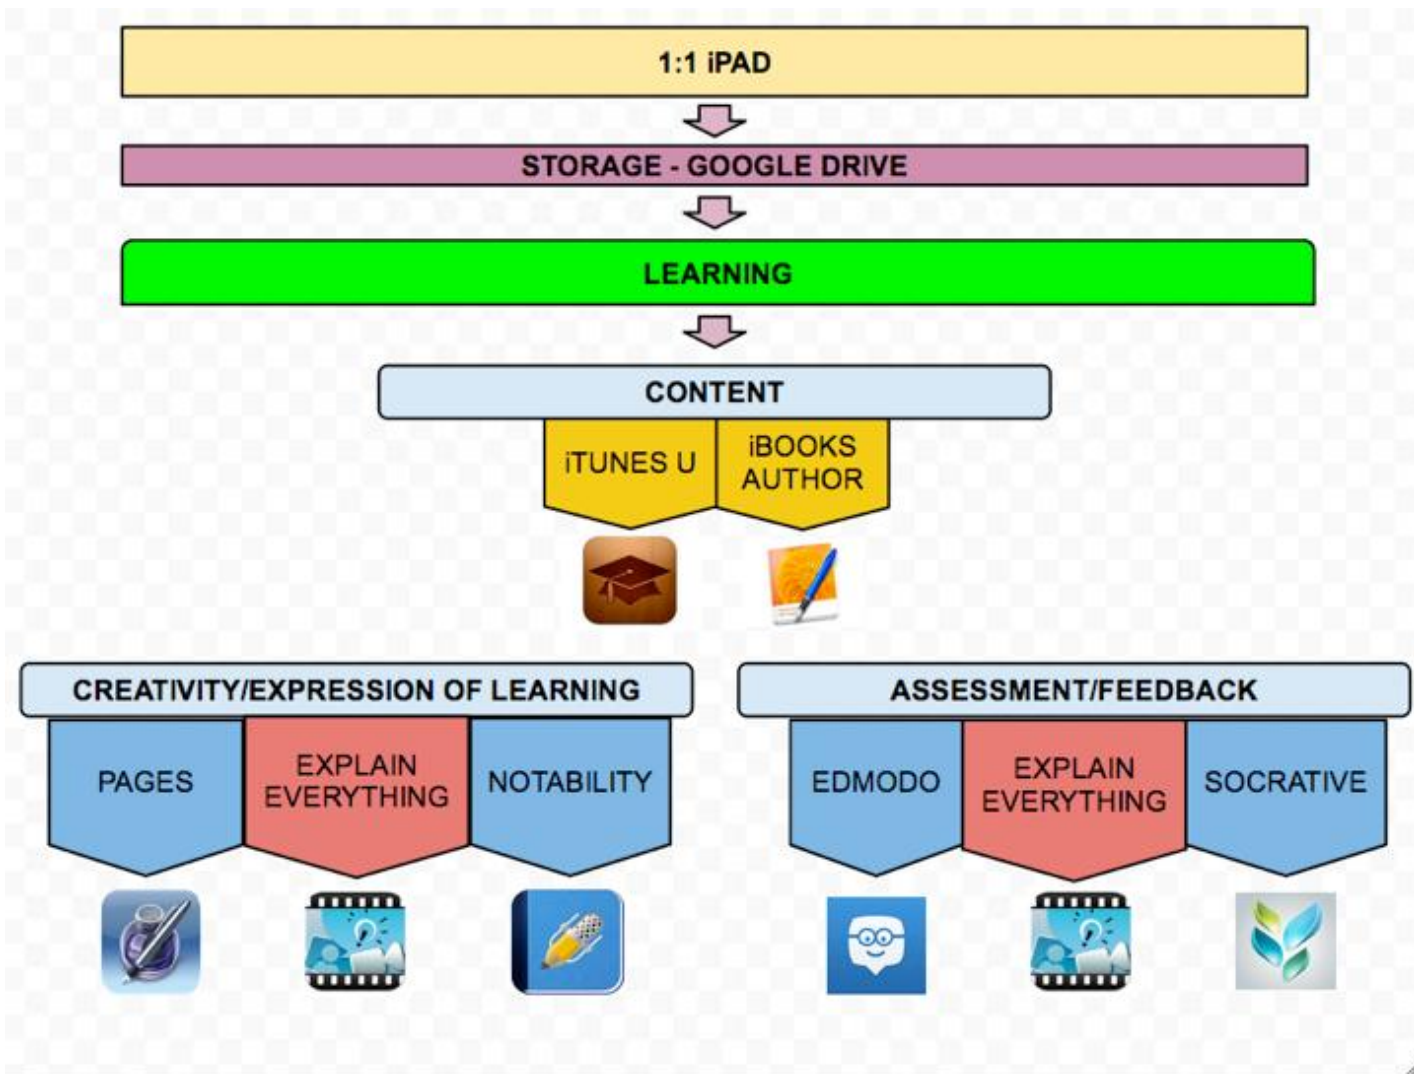 1:1 iPAD
STORAGE - GOOGLE DRIVE
LEARNING
CONTENT
iTUNES U
iBOOKS
AUTHOR
CREATIVITY/EXPRESSION OF LEARNING
PAGES
EXPLAIN
EVERYTHING
NOTABILITY
ASSESSMENT/FEEDBACK
EDMODO
EXPLAIN
EVERYTHING
SOCRATIVE